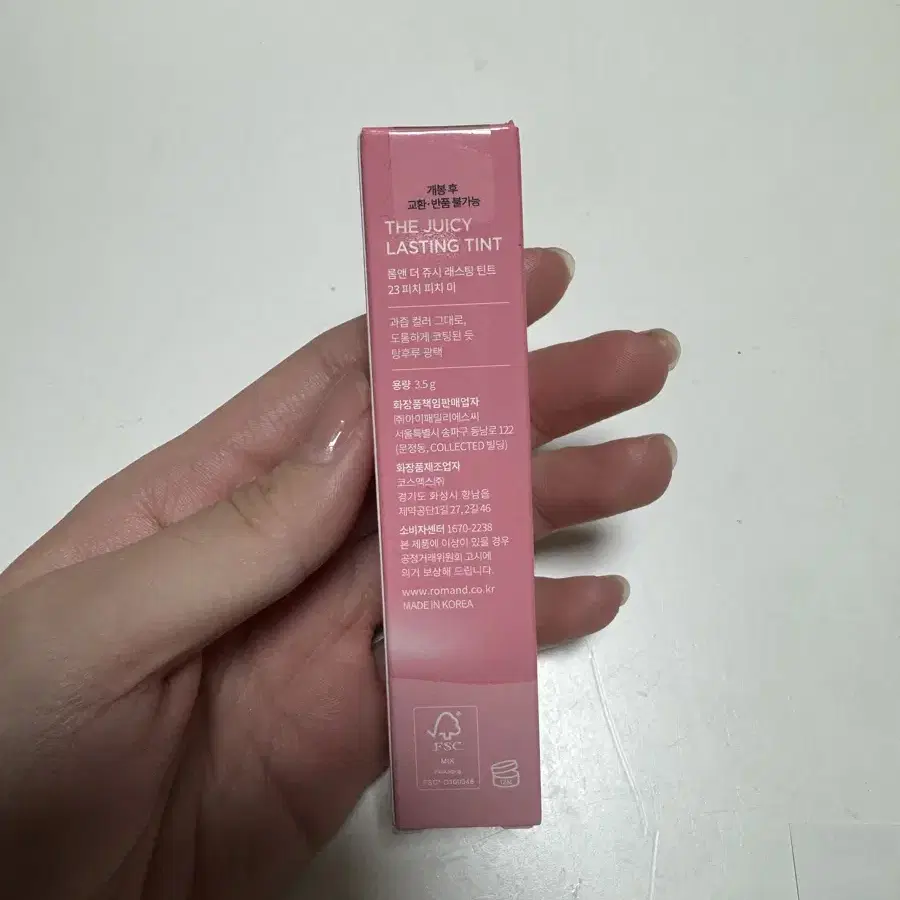 개봉 후
교환·반품 불가능
THE JUICY
LASTING TINT
롬앤 더 쥬시 래스팅 틴트
23 피치 피치 미
과즙 컬러 그대로,
도톰하게 코팅된 듯
탕후루 광택
용량 3.5 g
화장품책임판매업자
㈜아이패밀리에스씨
서울특별시 송파구 동남로 122
(문정동, COLLECTED 빌딩)
화장품제조업자
코스맥스㈜
경기도 화성시 향남읍
제약공단1길 27, 2길 46
소비자센터 1670-2238
본 제품에 이상이 있을 경우
공정거래위원회 고시에
의거 보상해 드립니다.
www.romand.co.kr
MADE IN KOREA
FSC
MIX